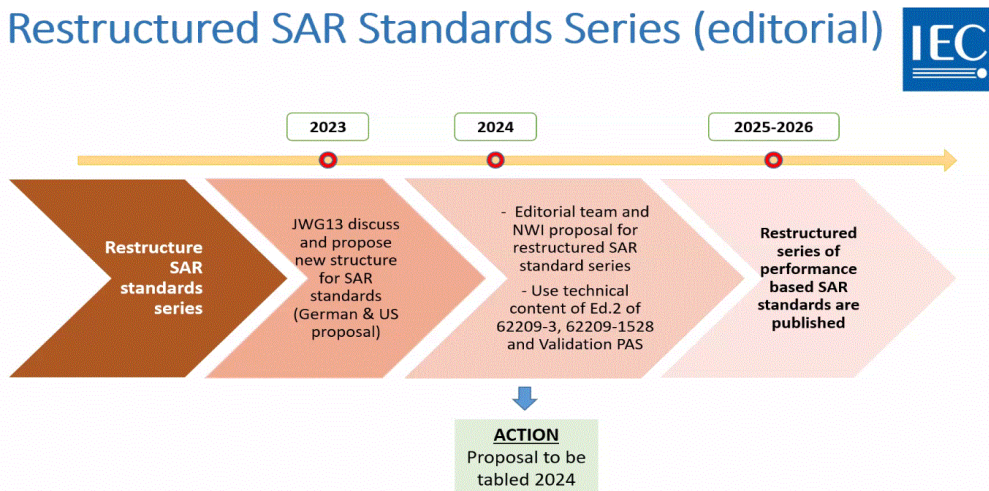 Restructured SAR Standards Series (editorial)
IEC
2023
2024
2025-2026
Restructure
SAR
standards
series
JWG13 discuss
and propose
new structure
for SAR
standards
(German & US
proposal)
- Editorial team and
NWI proposal for
restructured SAR
standard series
- Use technical
content of Ed.2 of
62209-3, 62209-1528
and Validation PAS
Restructured
series of
performance
based SAR
standards are
published
ACTION
Proposal to be
tabled 2024